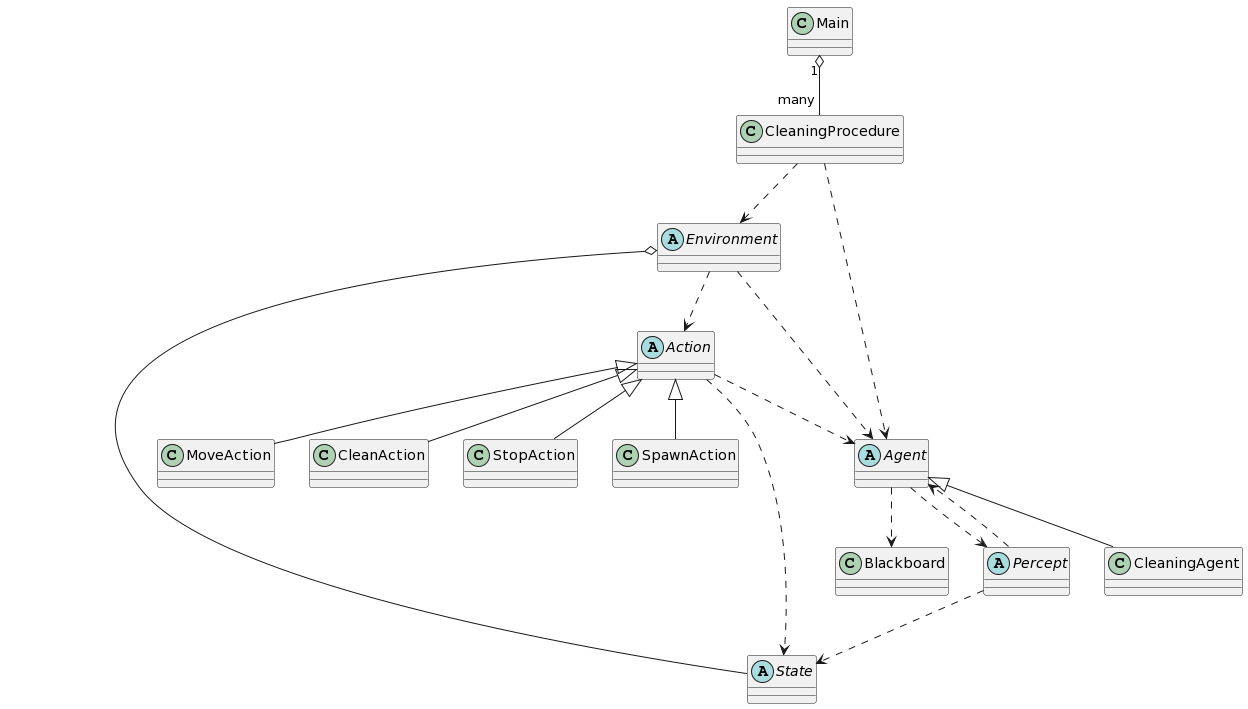 C Main
1
many
C CleaningProcedure
A Environment
A Action
C MoveAction
C CleanAction
C StopAction
C SpawnAction
A Agent
C Blackboard
A Percept
C CleaningAgent
A State